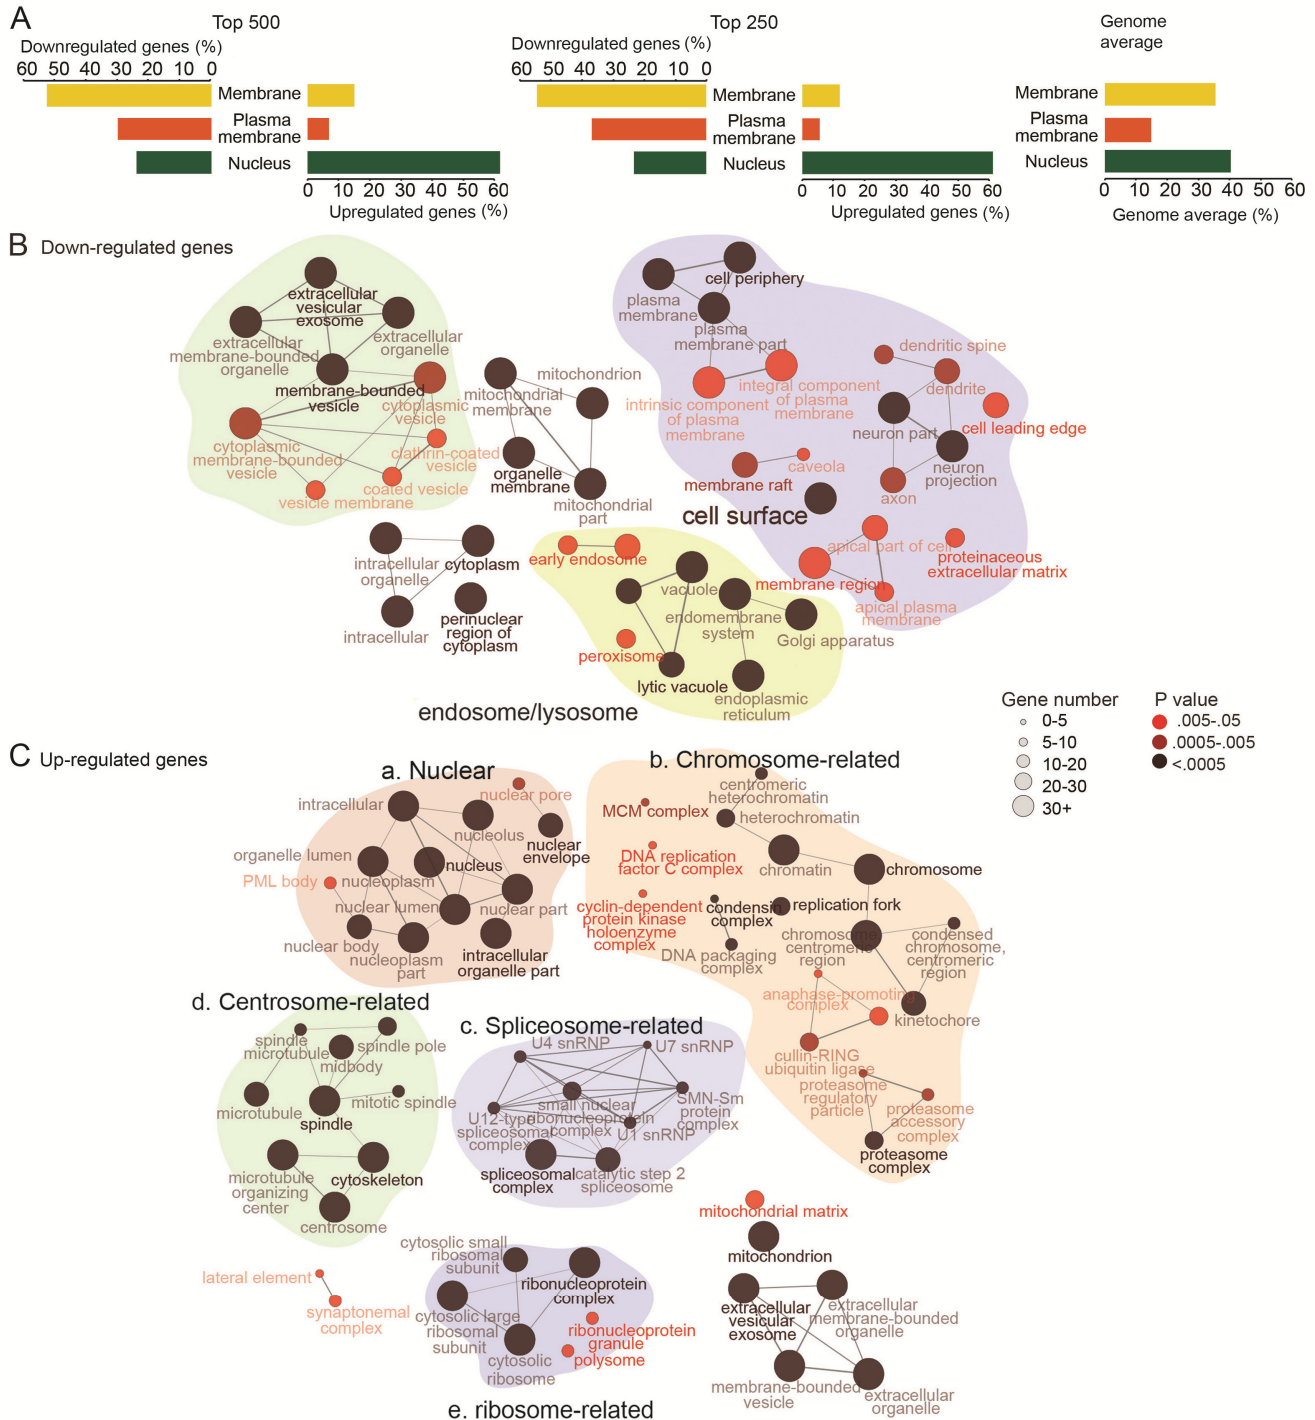 A
Top 500
Downregulated genes (%)
60 50 40 30 20 10 0
Membrane
Plasma
membrane
Nucleus
0 10 20 30 40 50 60
Upregulated genes (%)
Top 250
Downregulated genes (%)
60 50 40 30 20 10 0
Membrane
Plasma
membrane
Nucleus
0 10 20 30 40 50 60
Upregulated genes (%)
Genome
average
Membrane
Plasma
membrane
Nucleus
0 10 20 30 40 50 60
Genome average (%)
B Down-regulated genes
extracellular
vesicular
exosome
extracellular
membrane-bounded
organelle
extracellular
organelle
membrane-bounded
vesicle
cytoplasmic
vesicle
cytoplasmic
membrane-bounded
vesicle
clathrin-coated
vesicle
coated vesicle
vesicle membrane
mitochondrion
mitochondrial
membrane
organelle
membrane
mitochondrial
part
cell periphery
plasma
membrane
plasma
membrane part
integral component
of plasma
membrane
intrinsic component
of plasma
membrane
dendritic spine
dendrite
cell leading edge
neuron part
neuron
projection
axon
caveola
membrane raft
cell surface
apical part of cell
proteinaceous
extracellular matrix
membrane region
apical plasma
membrane
intracellular
organelle
cytoplasm
intracellular
perinuclear
region of
cytoplasm
early endosome
vacuole
endomembrane
system
Golgi apparatus
peroxisome
lytic vacuole
endoplasmic
reticulum
endosome/lysosome
Gene number
0-5
5-10
10-20
20-30
30+
P value
.005-.05
.0005-.005
<.0005
C Up-regulated genes
a. Nuclear
intracellular
nuclear pore
nucleolus
nuclear
envelope
organelle lumen
nucleus
PML body
nucleoplasm
nuclear lumen
nuclear part
nuclear body
nucleoplasm
part
intracellular
organelle part
b. Chromosome-related
centromeric
heterochromatin
MCM complex
heterochromatin
DNA replication
factor C complex
chromatin
chromosome
cyclin-dependent
protein kinase
holoenzyme
complex
condensin
complex
replication fork
DNA packaging
complex
chromosome,
centromeric
region
condensed
chromosome,
centromeric
region
anaphase-promoting
complex
kinetochore
cullin-RING
ubiquitin ligase
proteasome
regulatory
particle
proteasome
accessory
complex
proteasome
complex
d. Centrosome-related
spindle
microtubule
spindle pole
midbody
microtubule
mitotic spindle
spindle
microtubule
organizing
center
cytoskeleton
centrosome
c. Spliceosome-related
U4 snRNP
U7 snRNP
small nuclear
ribonucleoprotein
complex
SMN-Sm
protein
complex
U12-type
spliceosomal
complex
U1 snRNP
spliceosomal
complex
catalytic step 2
spliceosome
lateral element
synaptonemal
complex
cytosolic small
ribosomal
subunit
ribonucleoprotein
complex
cytosolic large
ribosomal
subunit
ribonucleoprotein
granule
polysome
cytosolic
ribosome
e. ribosome-related
mitochondrial matrix
mitochondrion
extracellular
vesicular
exosome
extracellular
membrane-bounded
organelle
membrane-bounded
vesicle
extracellular
organelle